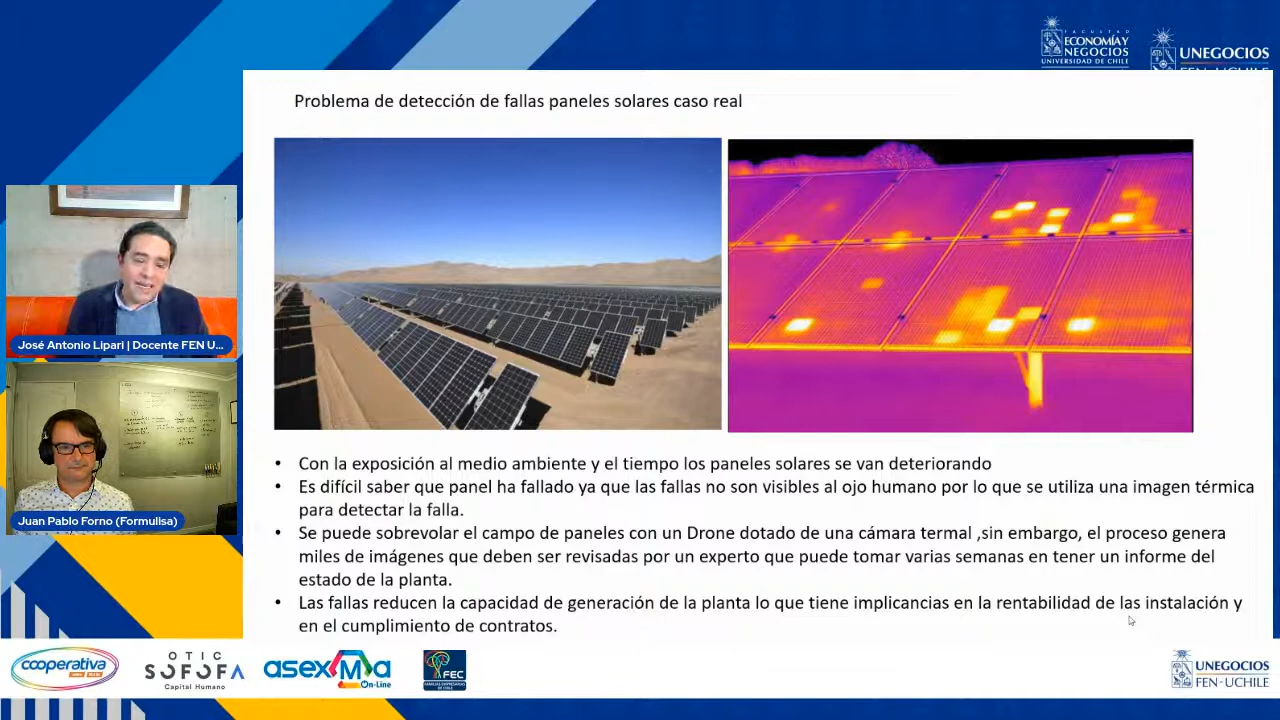 FACULTAD
ECONOMÍA Y
NEGOCIOS
UNIVERSIDAD DE CHILE
UNEGOCIOS
FEN-UCHILE
Problema de detección de fallas paneles solares caso real
José Antonio Lipari | Docente FEN U...
Juan Pablo Forno (Formulisa)
• Con la exposición al medio ambiente y el tiempo los paneles solares se van deteriorando
• Es difícil saber que panel ha fallado ya que las fallas no son visibles al ojo humano por lo que se utiliza una imagen térmica
para detectar la falla.
• Se puede sobrevolar el campo de paneles con un Drone dotado de una cámara termal ,sin embargo, el proceso genera
miles de imágenes que deben ser revisadas por un experto que puede tomar varias semanas en tener un informe del
estado de la planta.
• Las fallas reducen la capacidad de generación de la planta lo que tiene implicancias en la rentabilidad de las instalación y
en el cumplimiento de contratos.
cooperativa
OTIC
SOFOFA
Capital Humano
asexma
On-Line
FEC
FAMILIAS EMPRESARIAS
DE CHILE
UNEGOCIOS
FEN-UCHILE